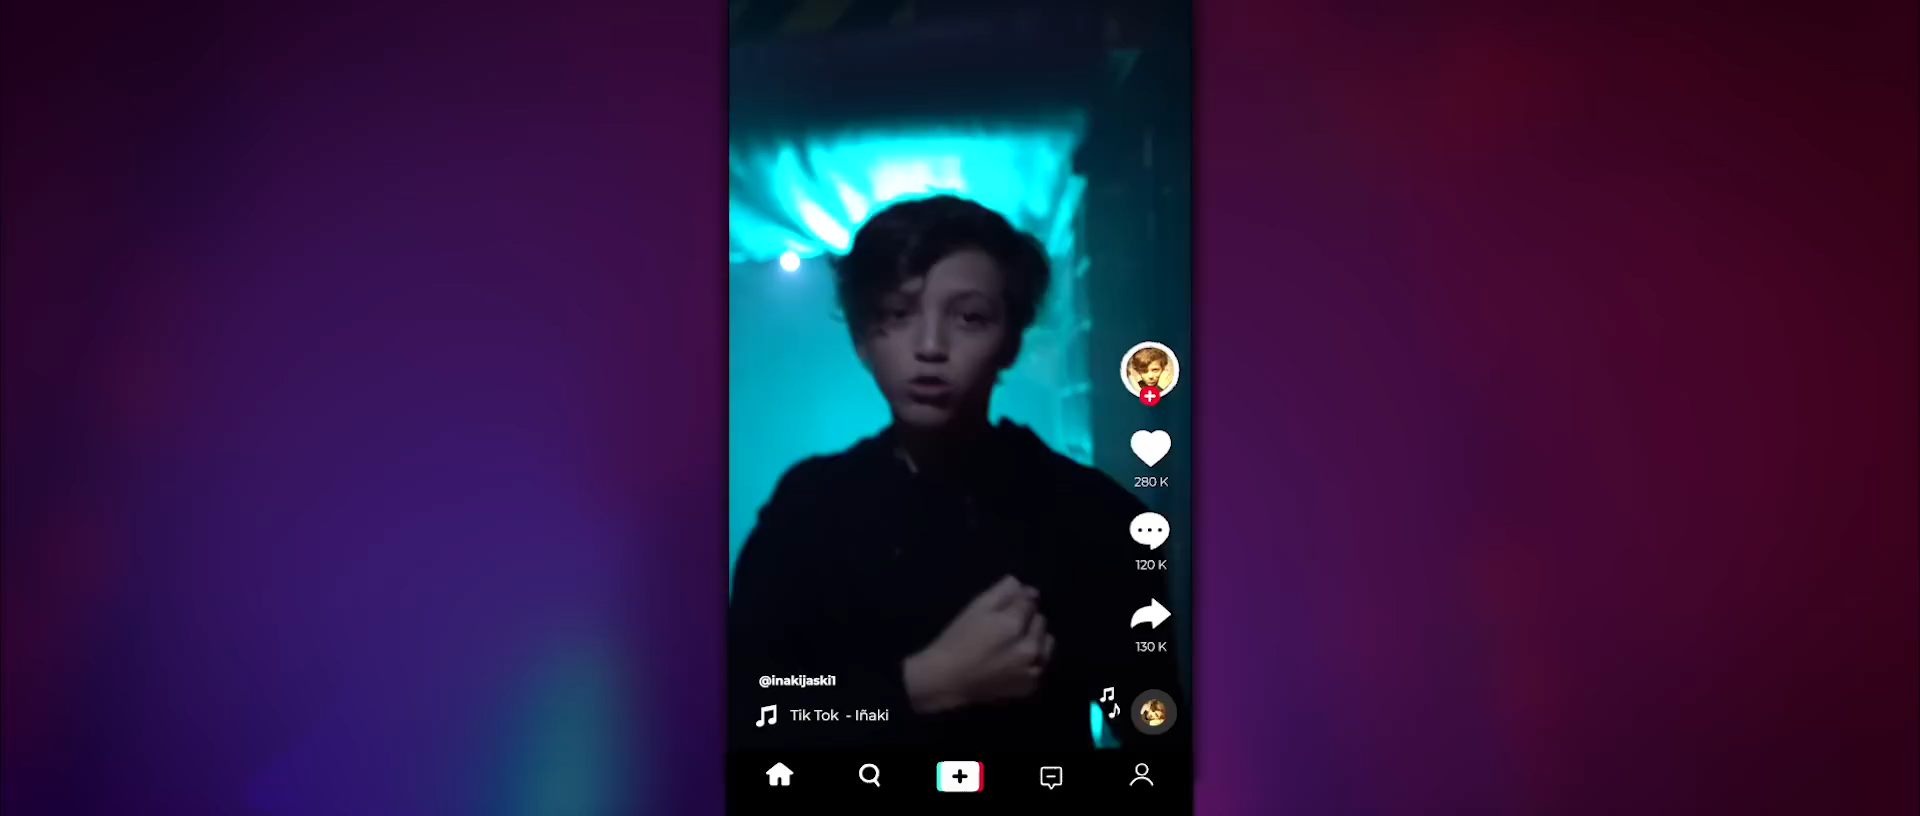 280 K
120 K
130 K
@inakijaski1
Tik Tok - Iñaki